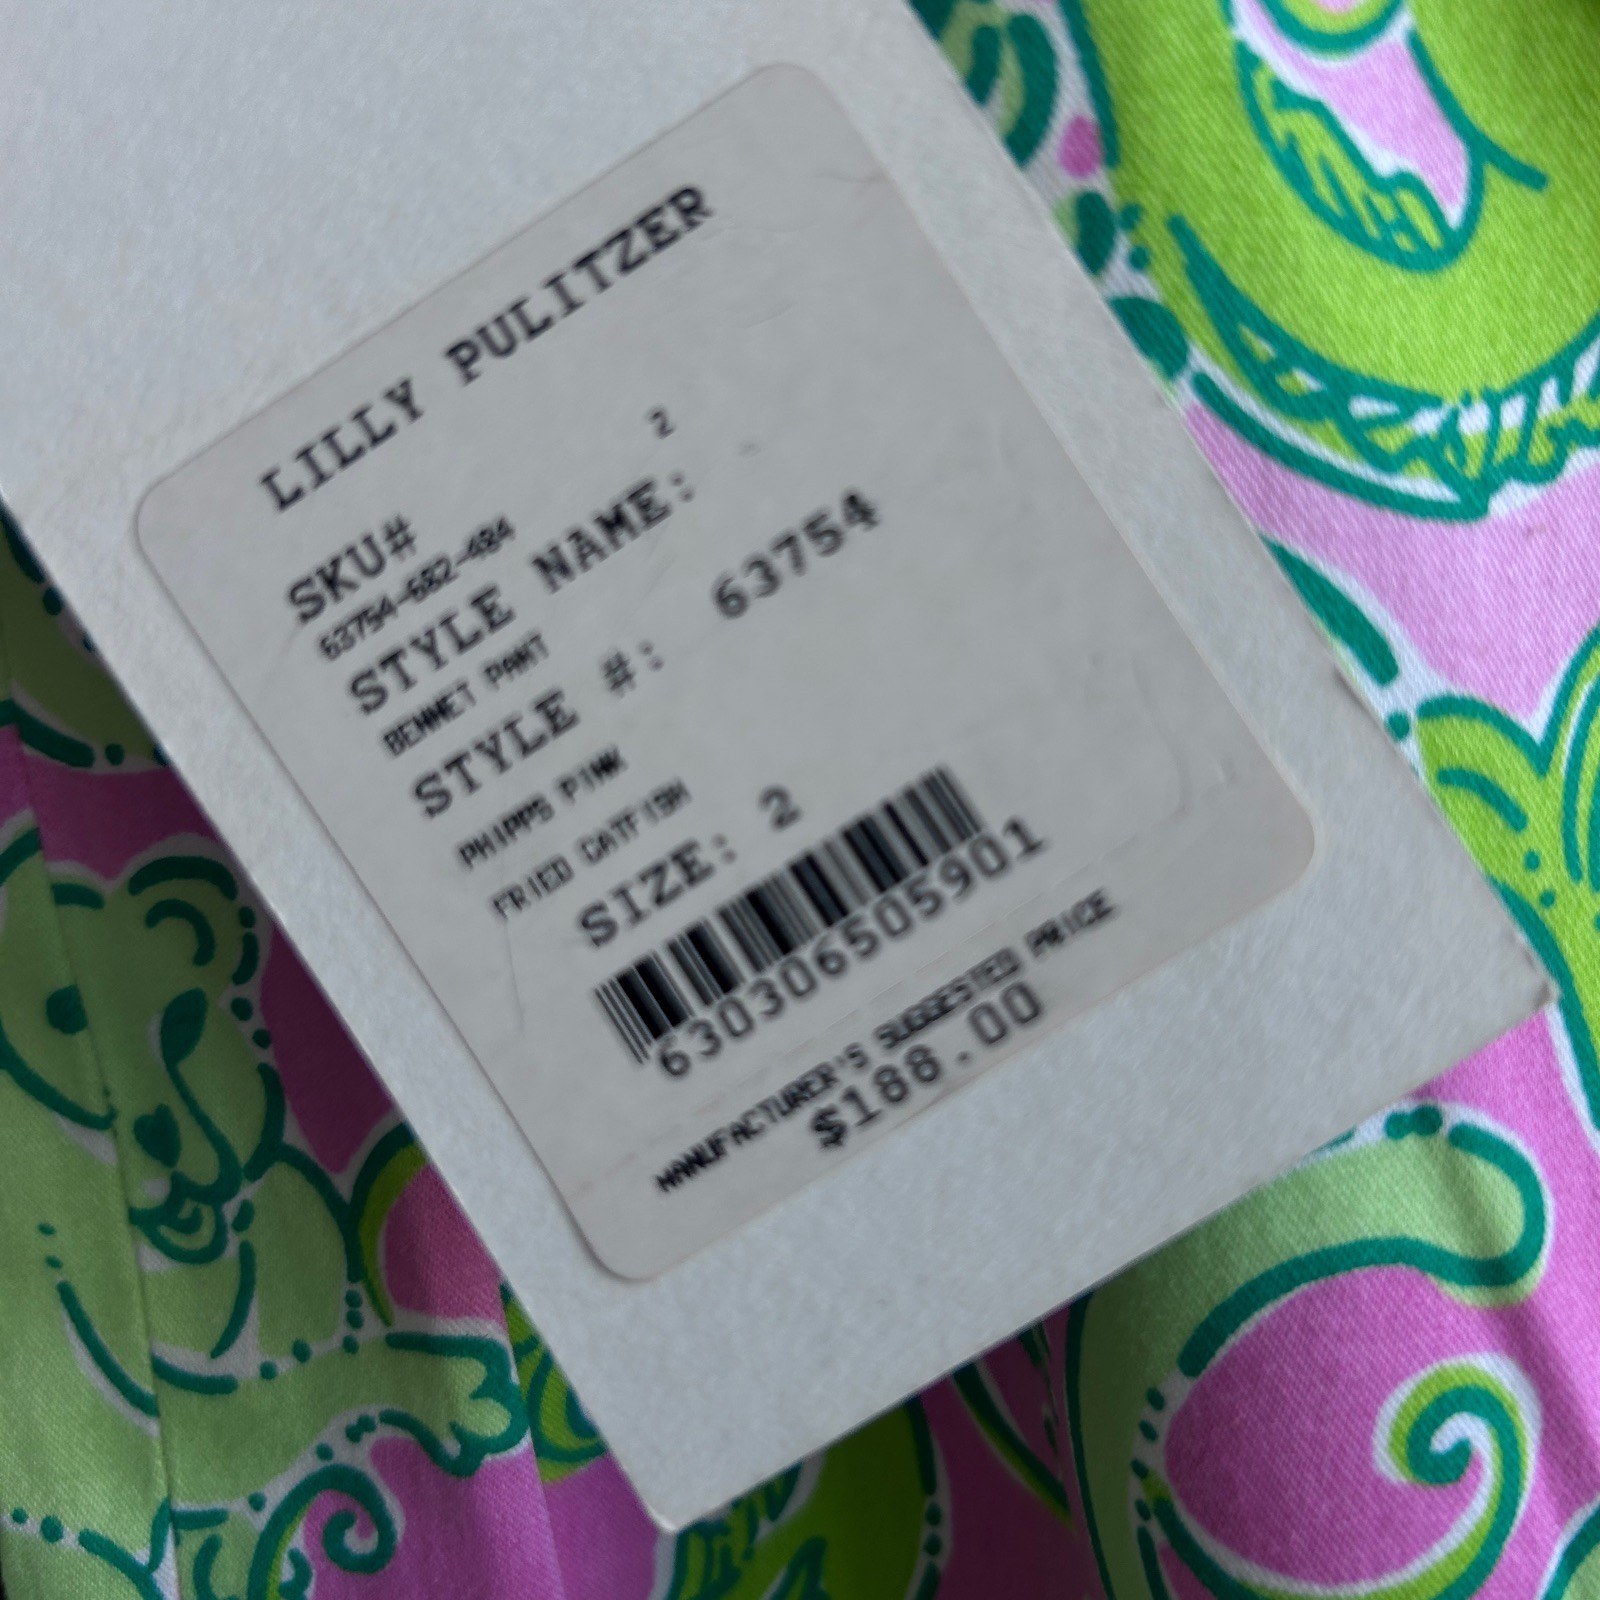 LILLY PULITZER
2
SKU#
63754-682-484
STYLE NAME:
BENNET PANT
STYLE #: 63754
PHIPPS PINK
FRIED CATFISH
SIZE: 2
630306505901
MANUFACTURER'S SUGGESTED PRICE
$188.00